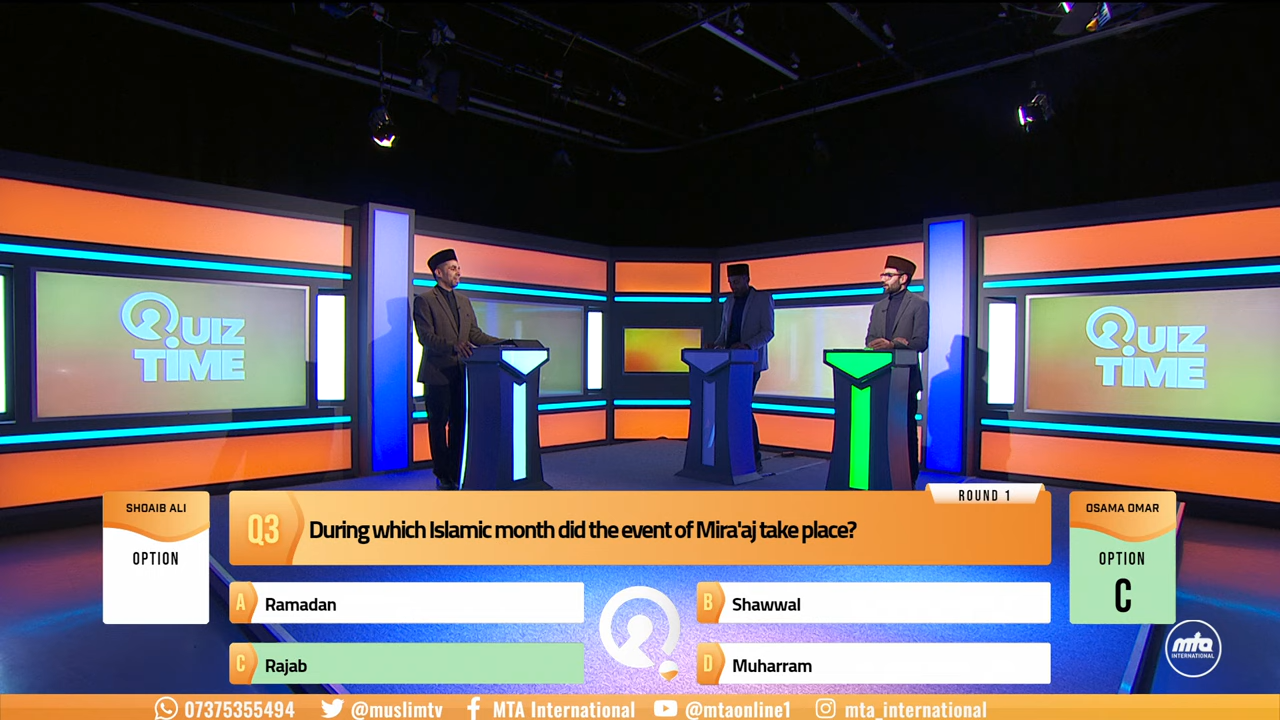 QUIZ
TIME
QUIZ
TIME
ROUND 1
SHOAIB ALI
OPTION
Q3
During which Islamic month did the event of Mira'aj take place?
OSAMA OMAR
OPTION
C
A
Ramadan
B
Shawwal
C
Rajab
D
Muharram
mta
INTERNATIONAL
07375355494
@muslimtv
MTA International
@mtaonline1
mta_international